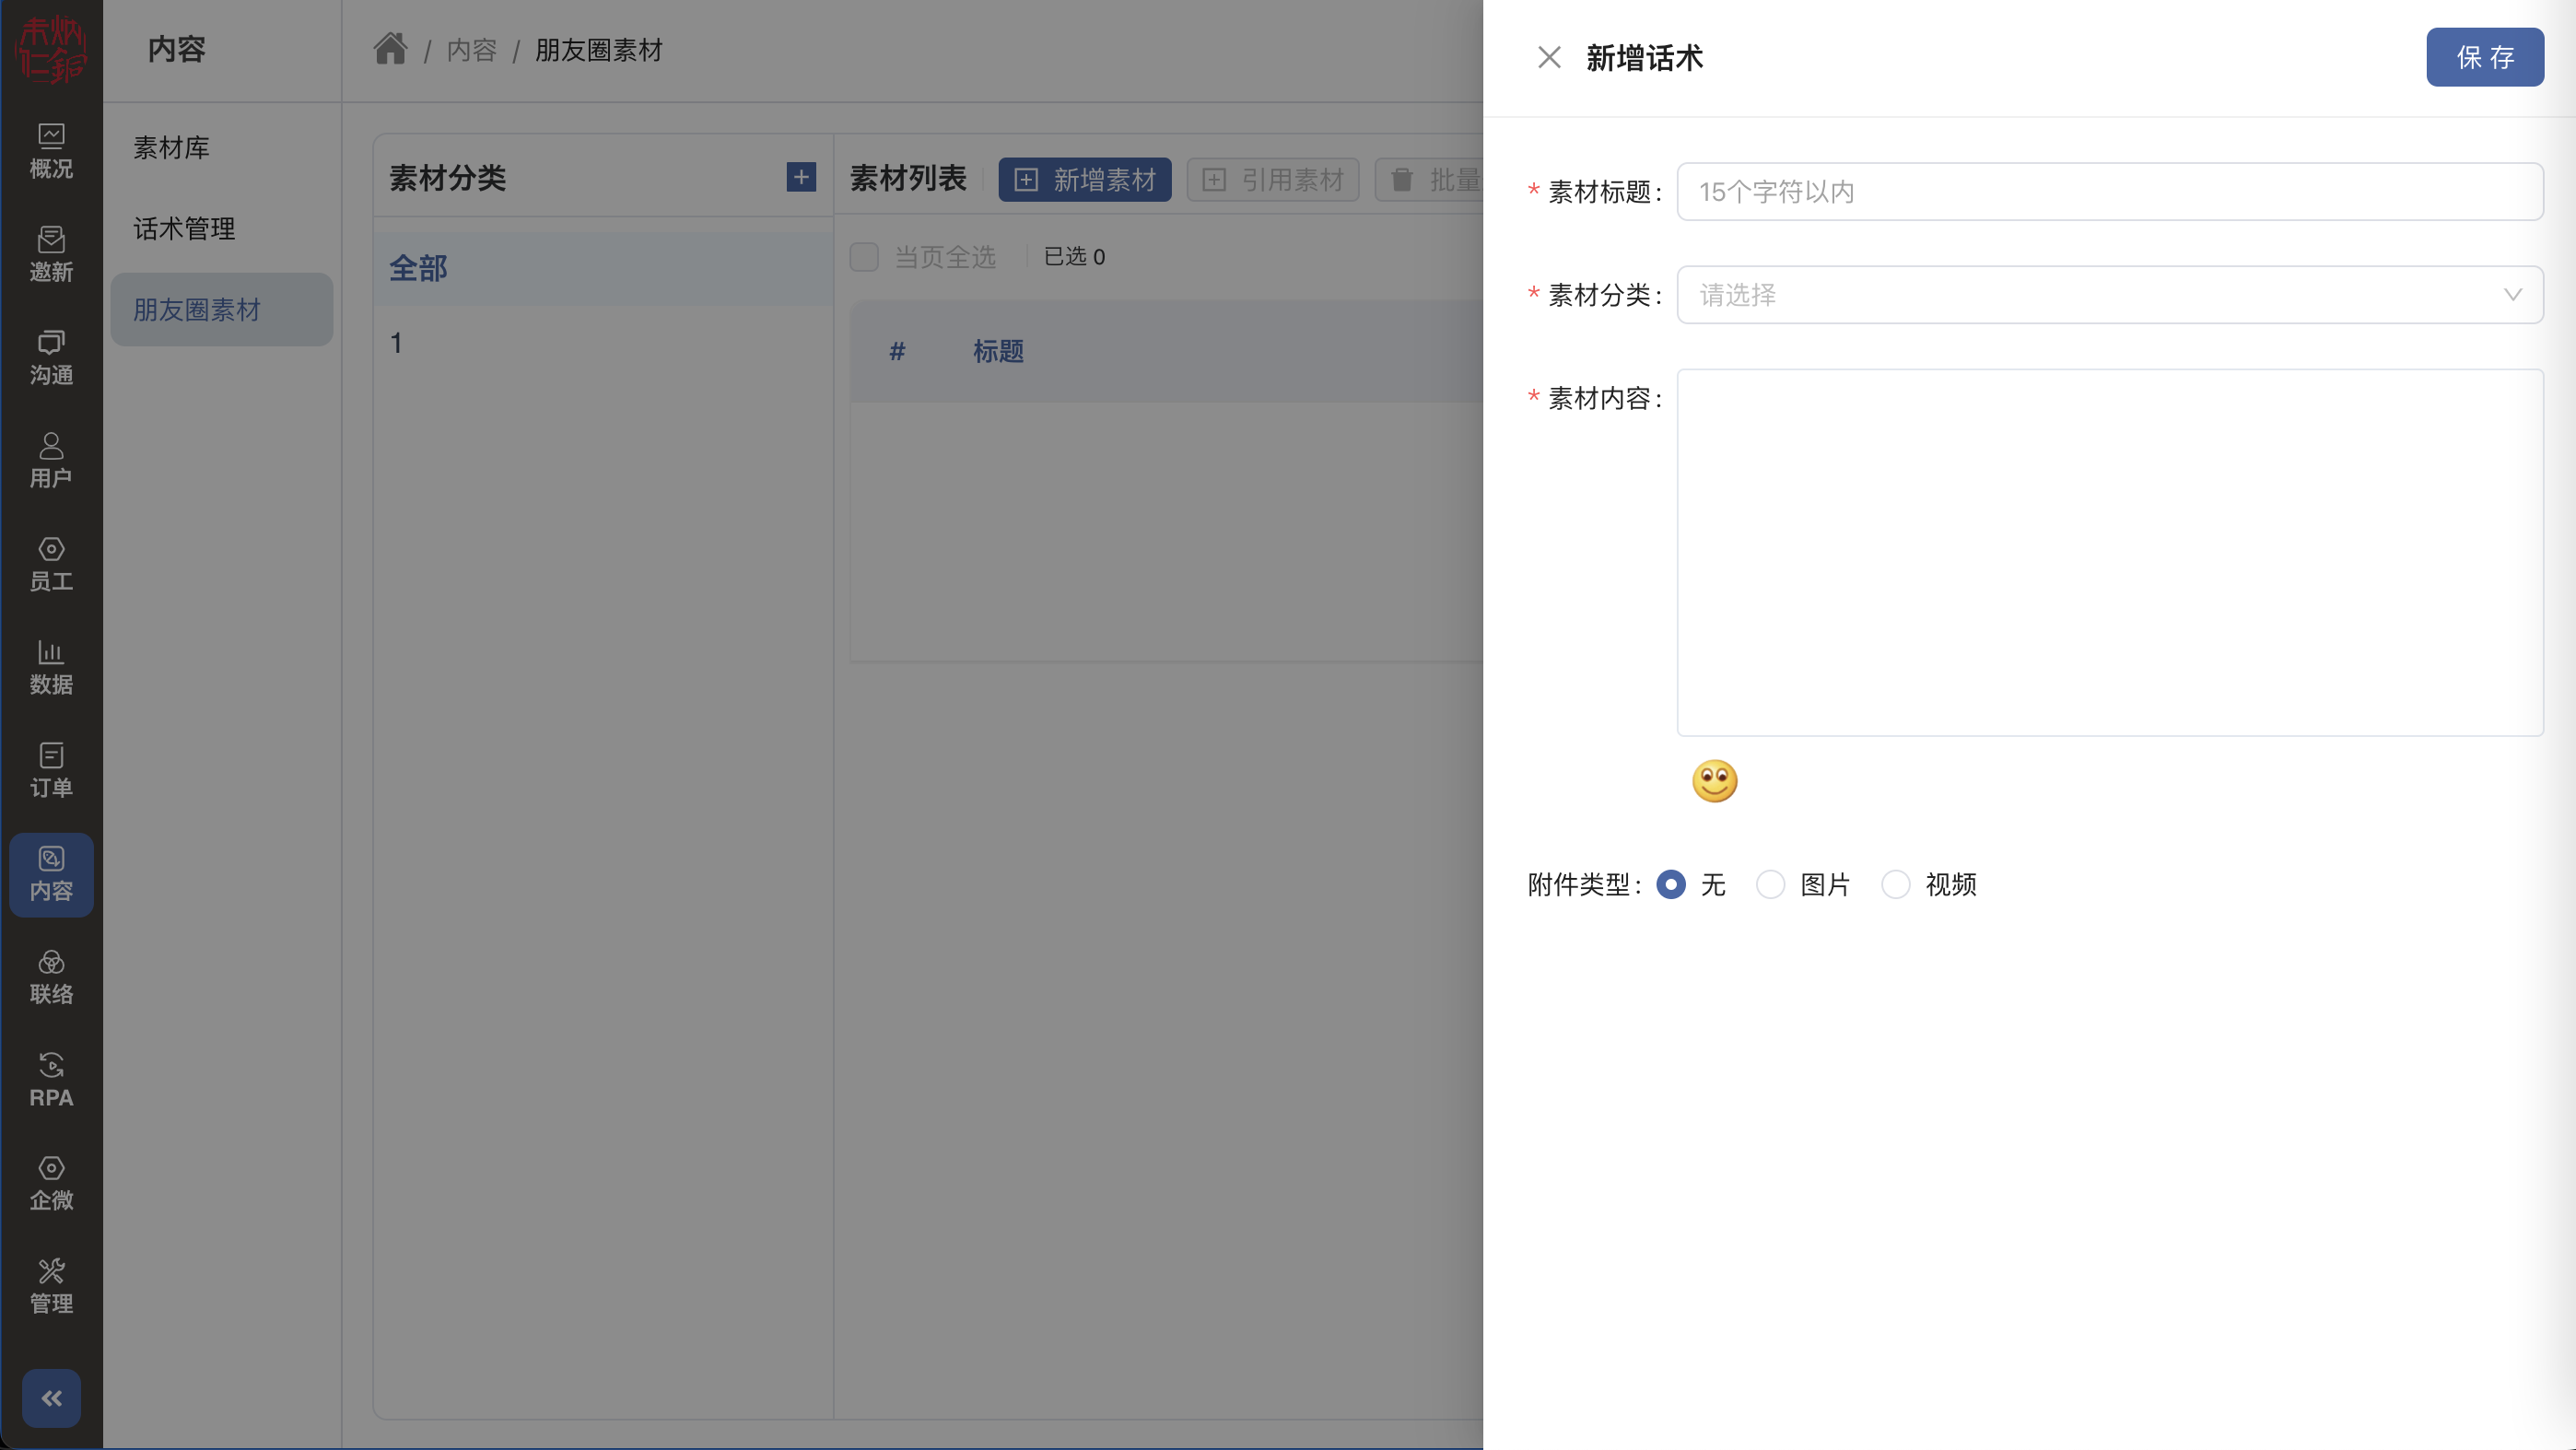 内容
/ 内容 / 朋友圈素材
新增话术
保 存
概况
邀新
沟通
用户
员工
数据
订单
内容
联络
RPA
企微
管理
素材库
话术管理
朋友圈素材
素材分类
全部
1
素材列表
新增素材
引用素材
批量
当页全选
已选 0
# 标题
* 素材标题:
15个字符以内
* 素材分类:
请选择
* 素材内容:
附件类型: 无 图片 视频